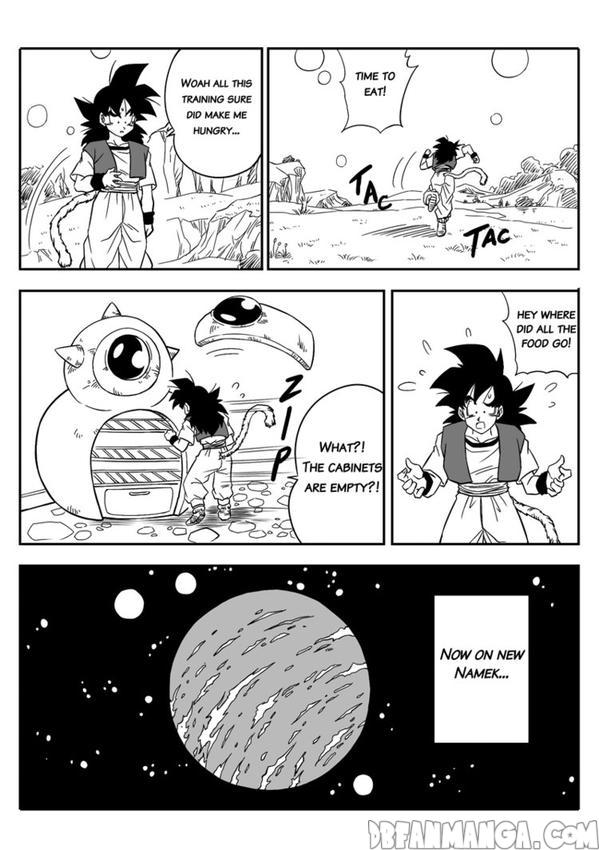 WOAH ALL THIS
TRAINING SURE
DID MAKE ME
HUNGRY...
TIME TO
EAT!
TAC
TAC
ZIP
WHAT?!
THE CABINETS
ARE EMPTY?!
HEY WHERE
DID ALL THE
FOOD GO!
NOW ON NEW
NAMEK...
DBFANMANGA.COM